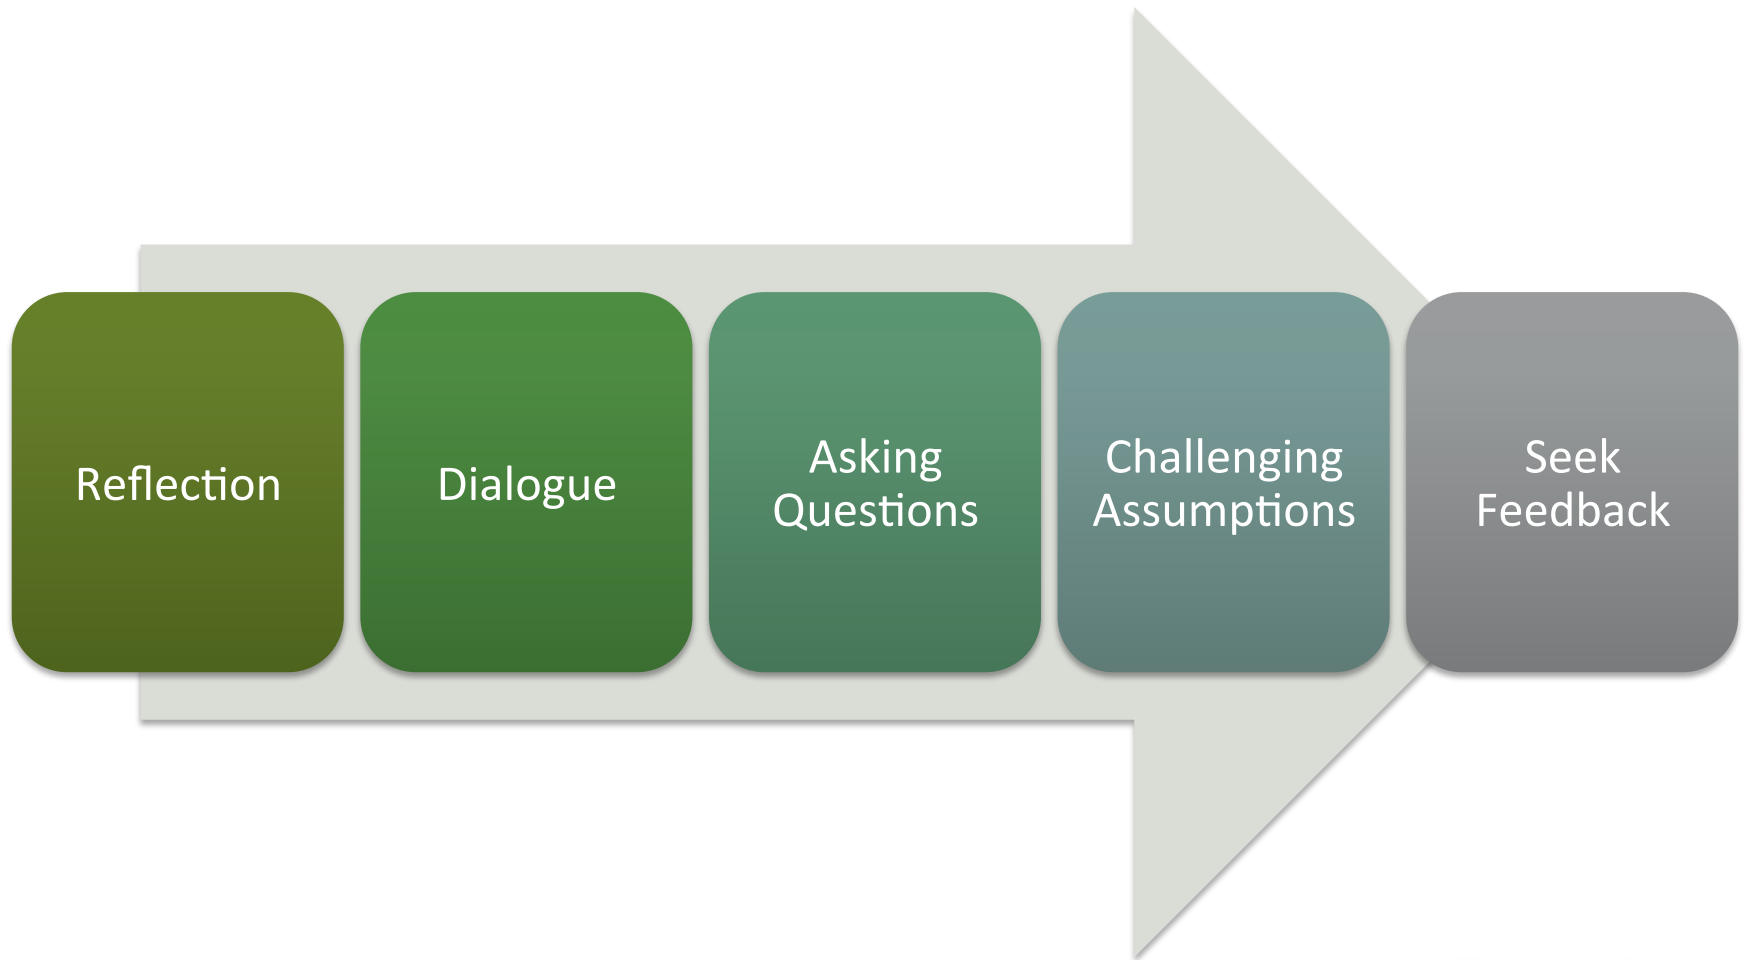 Reflection
Dialogue
Asking
Questions
Challenging
Assumptions
Seek
Feedback